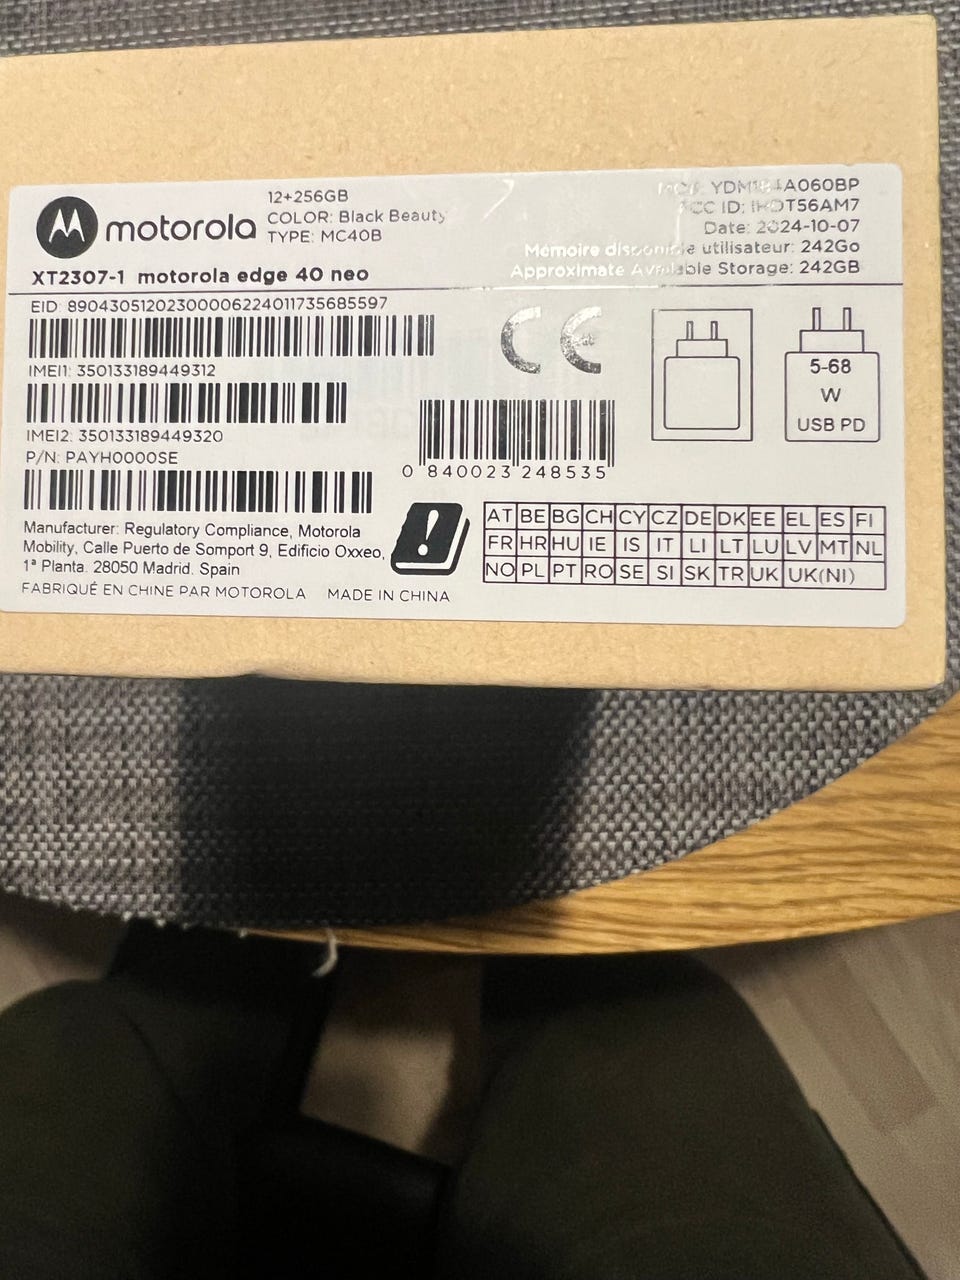 motorola
12+256GB
COLOR: Black Beauty
TYPE: MC40B
XT2307-1 motorola edge 40 neo
YDM184A060BP
FCC ID: IHDT56AM7
Date: 2024-10-07
Mémoire disponible utilisateur: 242Go
Approximate Available Storage: 242GB
EID: 89043051202300006224011735685597
IMEI1: 350133189449312
IMEI2: 350133189449320
P/N: PAYH0000SE
0 840023 248535
CE
5-68
W
USB PD
Manufacturer: Regulatory Compliance, Motorola
Mobility, Calle Puerto de Somport 9, Edificio Oxxeo,
1ª Planta. 28050 Madrid. Spain
FABRIQUÉ EN CHINE PAR MOTOROLA MADE IN CHINA
!
AT BE BG CH CY CZ DE DK EE EL ES FI
FR HR HU IE IS IT LI LT LU LV MT NL
NO PL PT RO SE SI SK TR UK UK(NI)